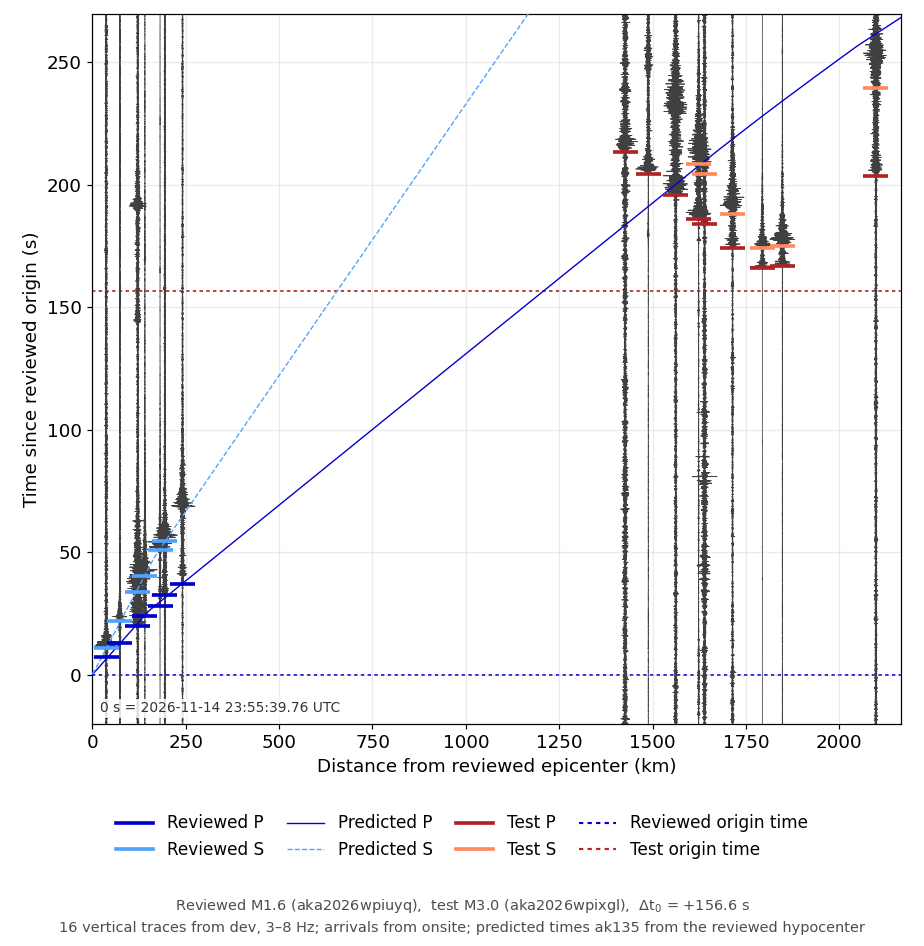 Time since reviewed origin (s)
250
200
150
100
50
0
0 s = 2026-11-14 23:55:39.76 UTC
0 250 500 750 1000 1250 1500 1750 2000
Distance from reviewed epicenter (km)
Reviewed P Predicted P Test P Reviewed origin time
Reviewed S Predicted S Test S Test origin time
Reviewed M1.6 (aka2026wpiuyq), test M3.0 (aka2026wpixgl), Δt₀ = +156.6 s
16 vertical traces from dev, 3–8 Hz; arrivals from onsite; predicted times ak135 from the reviewed hypocenter